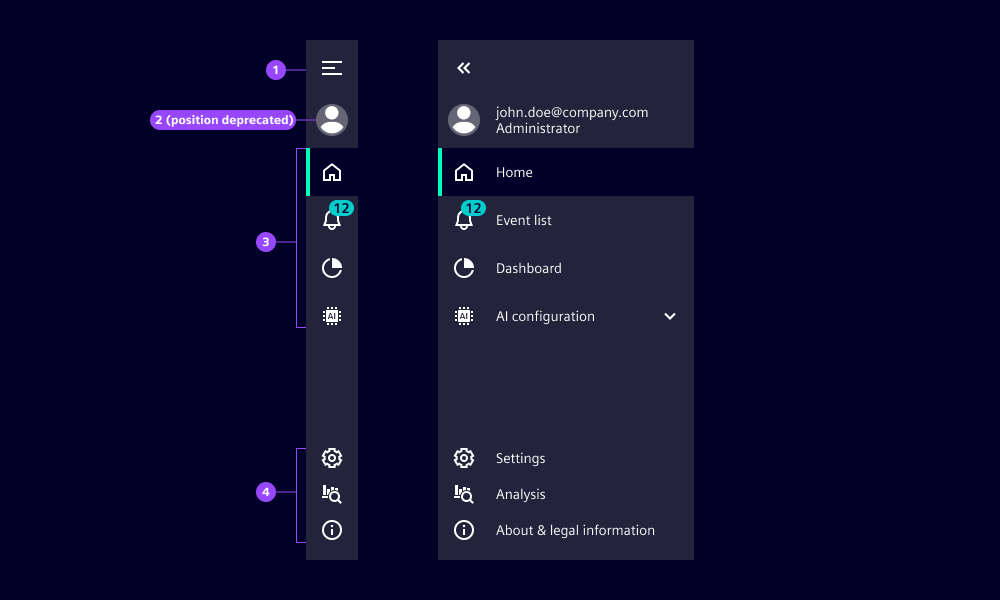 1
2 (position deprecated)
12
AI
3
4
john.doe@company.com
Administrator
Home
12
Event list
Dashboard
AI
AI configuration
Settings
Analysis
About & legal information